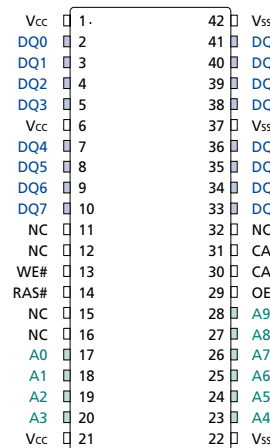 Vcc 1 42 Vss
DQ0 2 41
DQ1 3 40
DQ2 4 39
DQ3 5 38
Vcc 6 37 Vss
DQ4 7 36
DQ5 8 35
DQ6 9 34
DQ7 10 33
NC 11 32 NC
NC 12 31
WE# 13 30
RAS# 14 29
NC 15 28 A9
NC 16 27 A8
A0 17 26 A7
A1 18 25 A6
A2 19 24 A5
A3 20 23 A4
Vcc 21 22 Vss